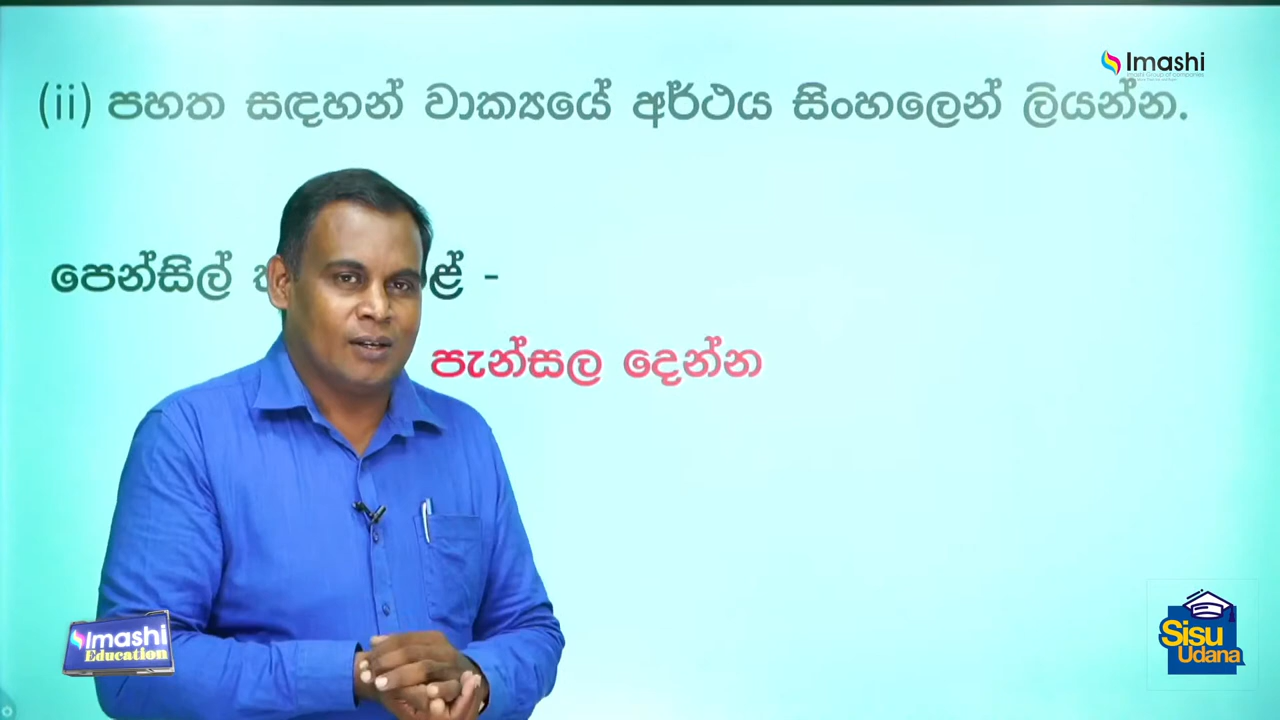 Imashi
(ii) පහත සඳහන් වාක්‍යයේ අර්ථය සිංහලෙන් ලියන්න.
පෙන්සිල් -
පැන්සල දෙන්න
Imashi
Education
Sisu
Udana